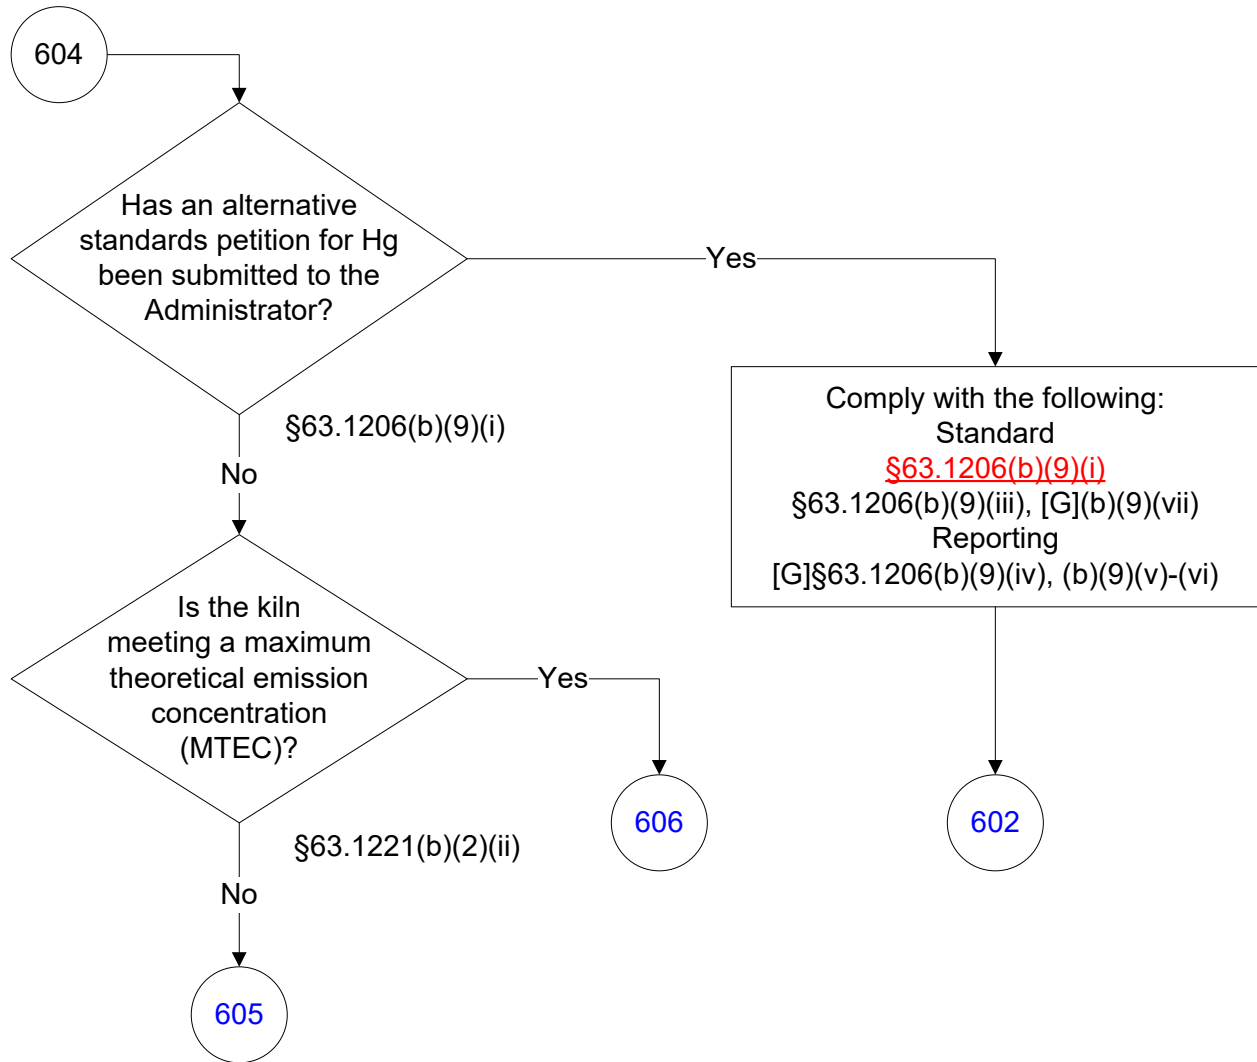 604
Has an alternative
standards petition for Hg
been submitted to the
Administrator?
Yes
§63.1206(b)(9)(i)
No
Comply with the following:
Standard
§63.1206(b)(9)(i)
§63.1206(b)(9)(iii), [G](b)(9)(vii)
Reporting
[G]§63.1206(b)(9)(iv), (b)(9)(v)-(vi)
Is the kiln
meeting a maximum
theoretical emission
concentration
(MTEC)?
Yes
606
602
§63.1221(b)(2)(ii)
No
605